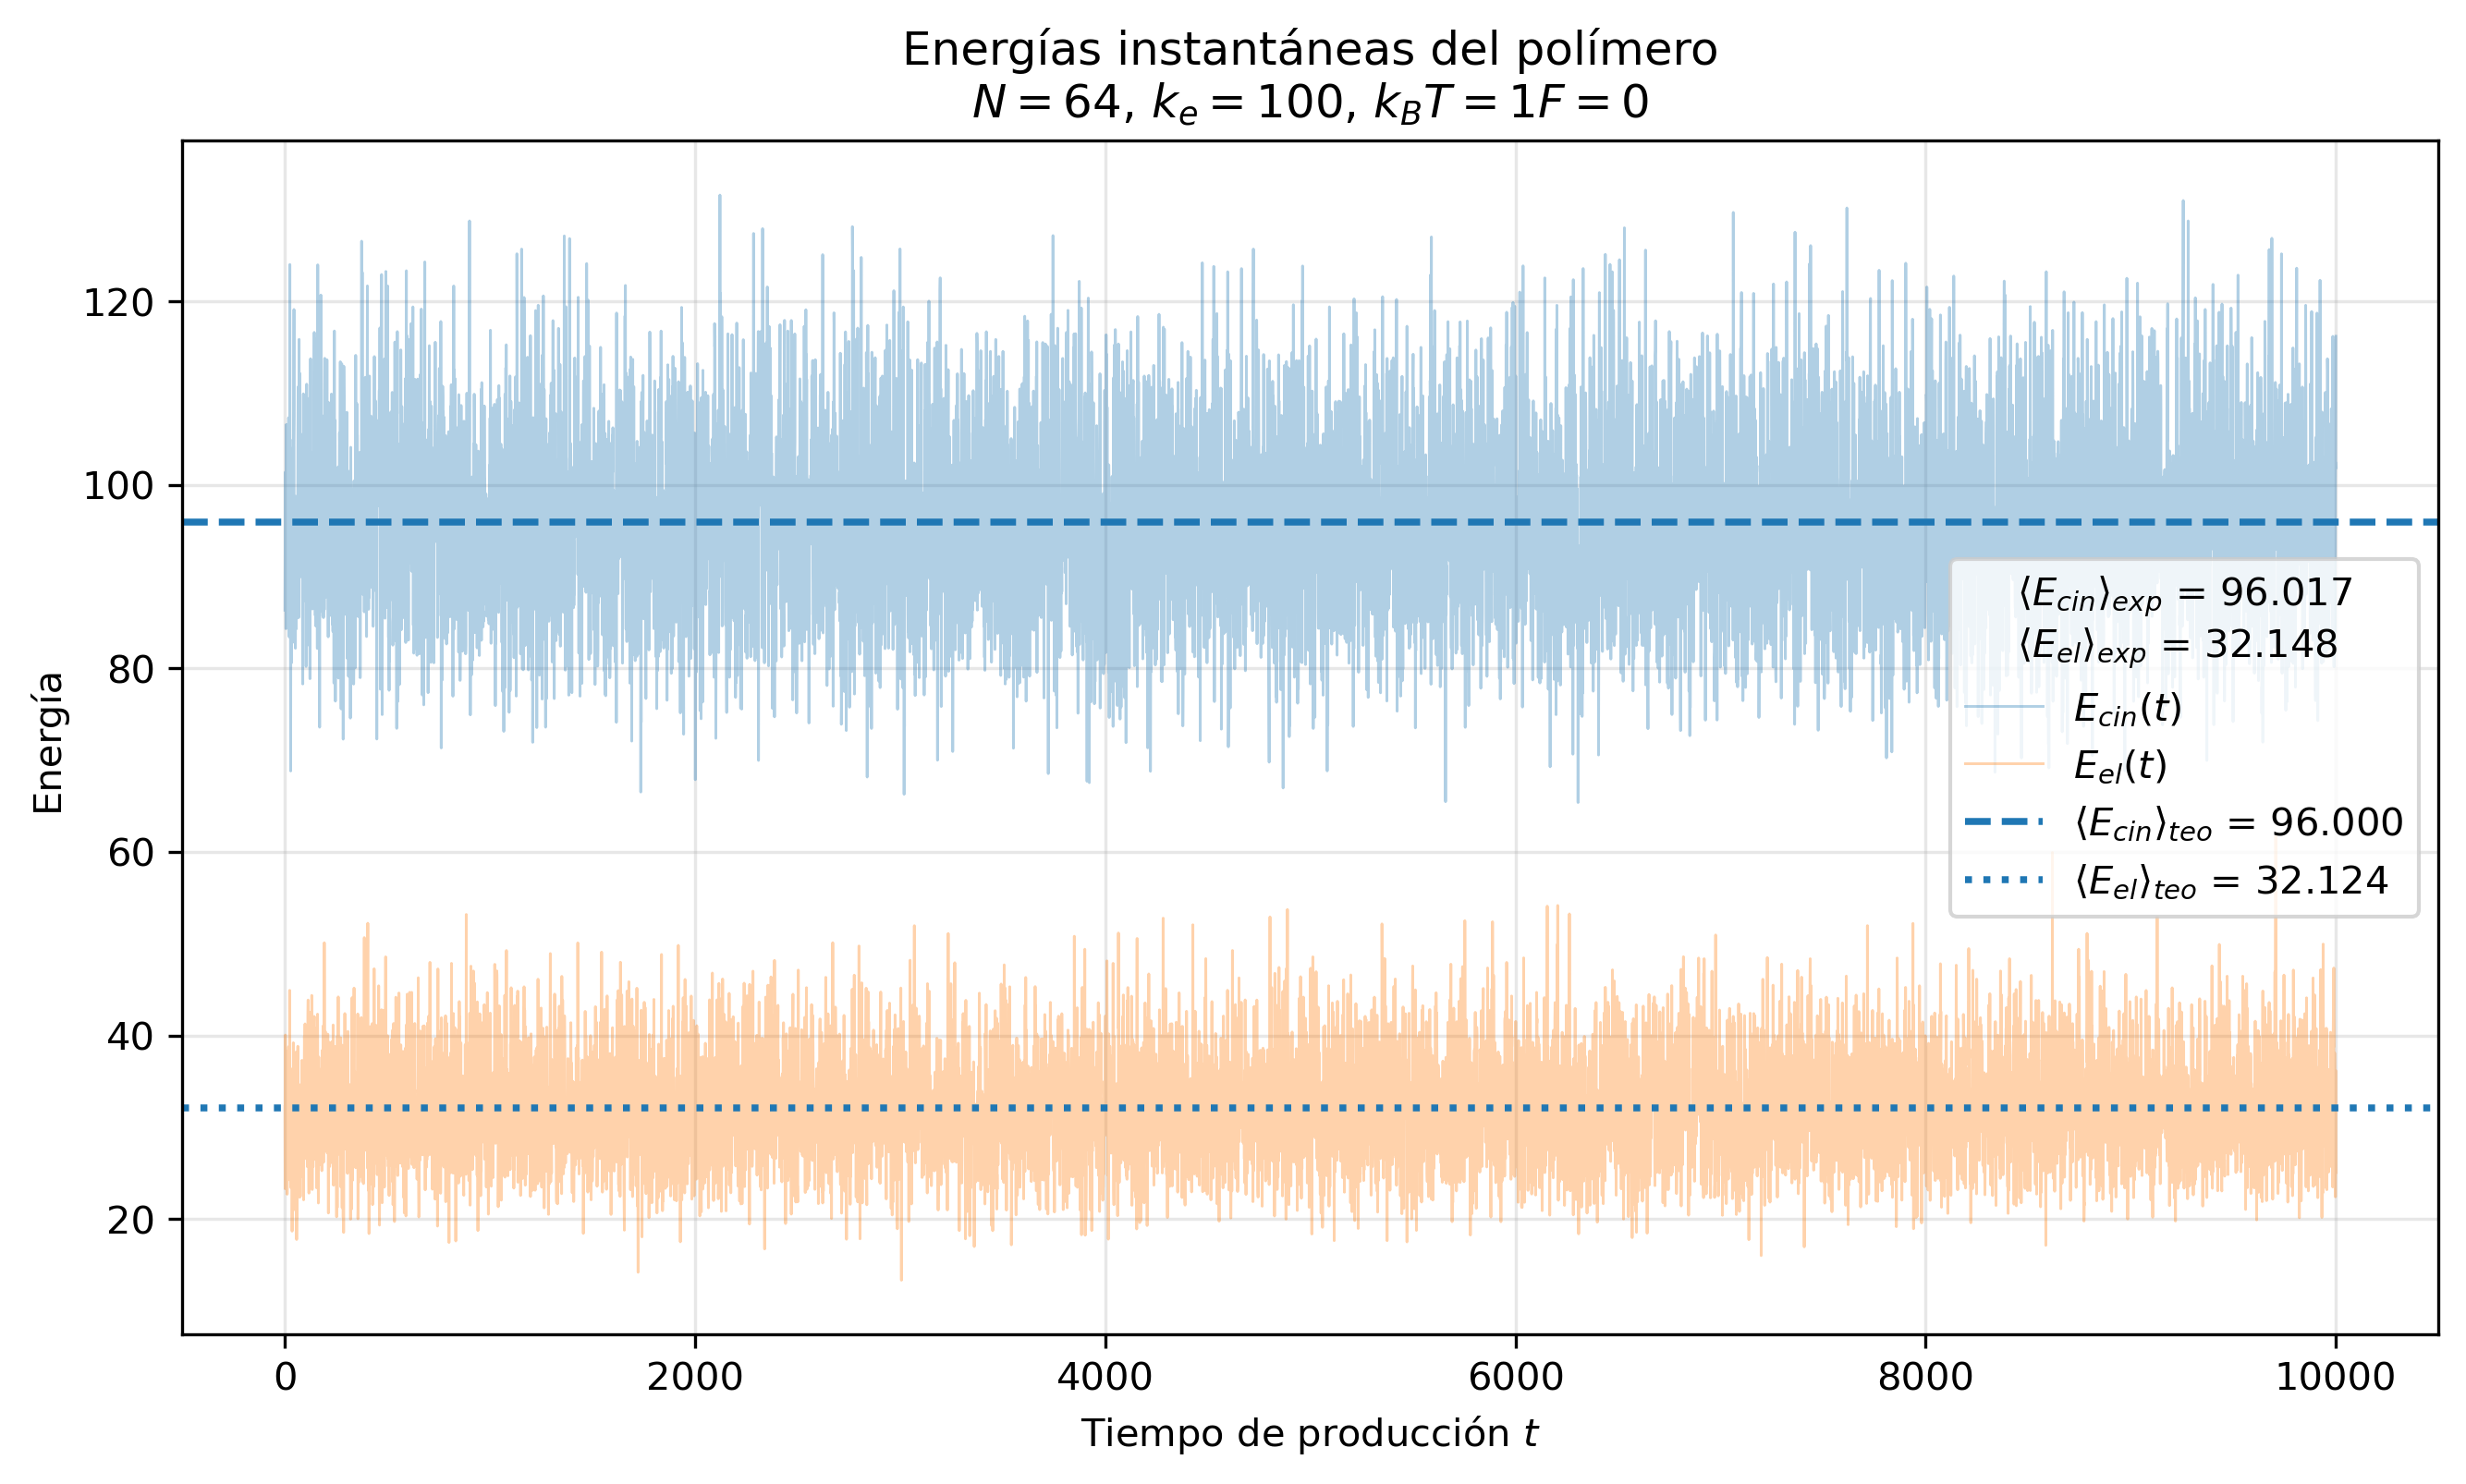 Energías instantáneas del polímero
N = 64, k_e = 100, k_BT = 1F = 0
Energía
120
100
80
60
40
20
⟨E_cin⟩_exp = 96.017
⟨E_el⟩_exp = 32.148
E_cin(t)
E_el(t)
⟨E_cin⟩_teo = 96.000
⟨E_el⟩_teo = 32.124
0 2000 4000 6000 8000 10000
Tiempo de producción t